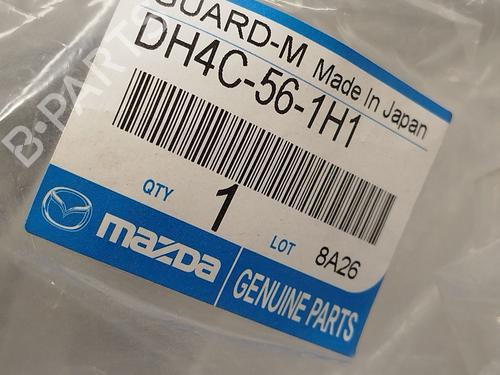 GUARD-M Made In Japan
DH4C-56-1H1
QTY 1 LOT 8A26
mazda GENUINE PARTS
B-PARTS